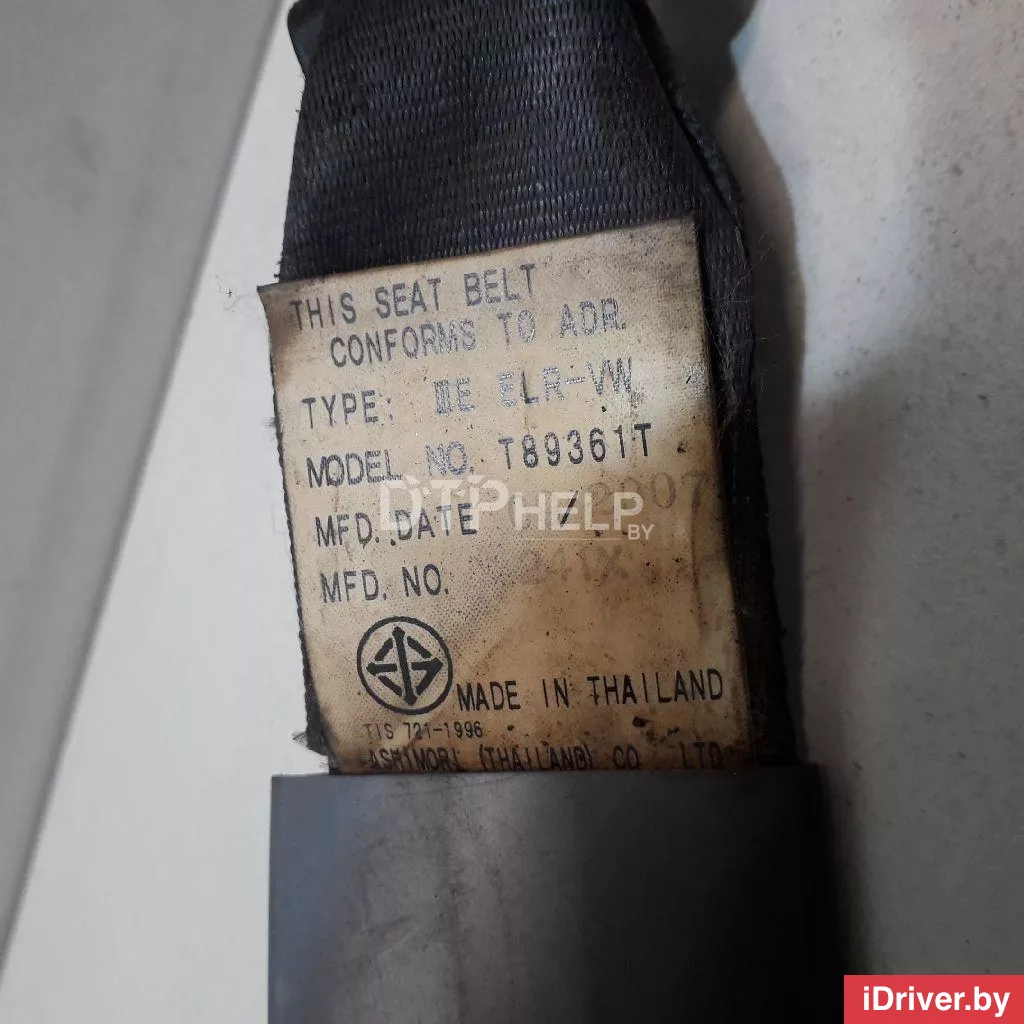 THIS SEAT BELT
CONFORMS TO ADR.
TYPE: ⅢE ELR-VW
MODEL NO. T89361T
MFD. DATE 2007
MFD. NO.
MADE IN THAILAND
TIS 721-1996
ASHIMORI (THAILAND) CO LTD
DTPHELP
BY
iDriver.by